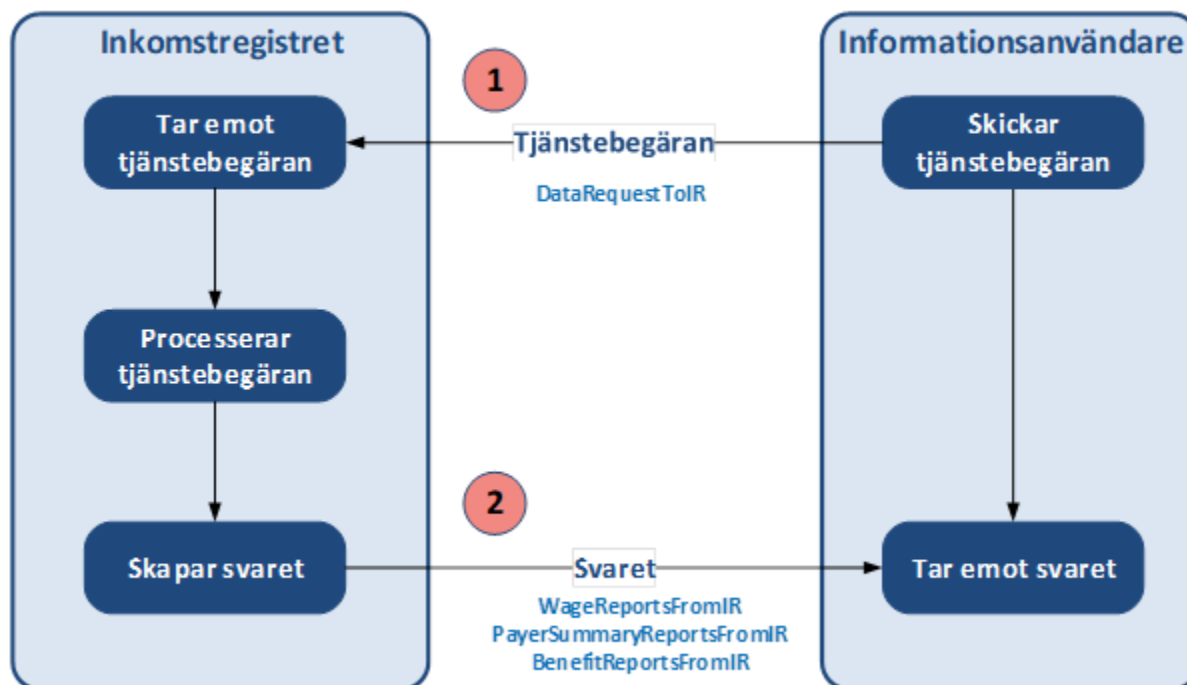 Inkomstregistret
Informationsanvändare
1
Tar emot
tjänstebegäran
Tjänstebegäran
DataRequestToIR
Skickar
tjänstebegäran
Processerar
tjänstebegäran
2
Skapar svaret
Svaret
WageReportsFromIR
PayerSummaryReportsFromIR
BenefitReportsFromIR
Tar emot svaret